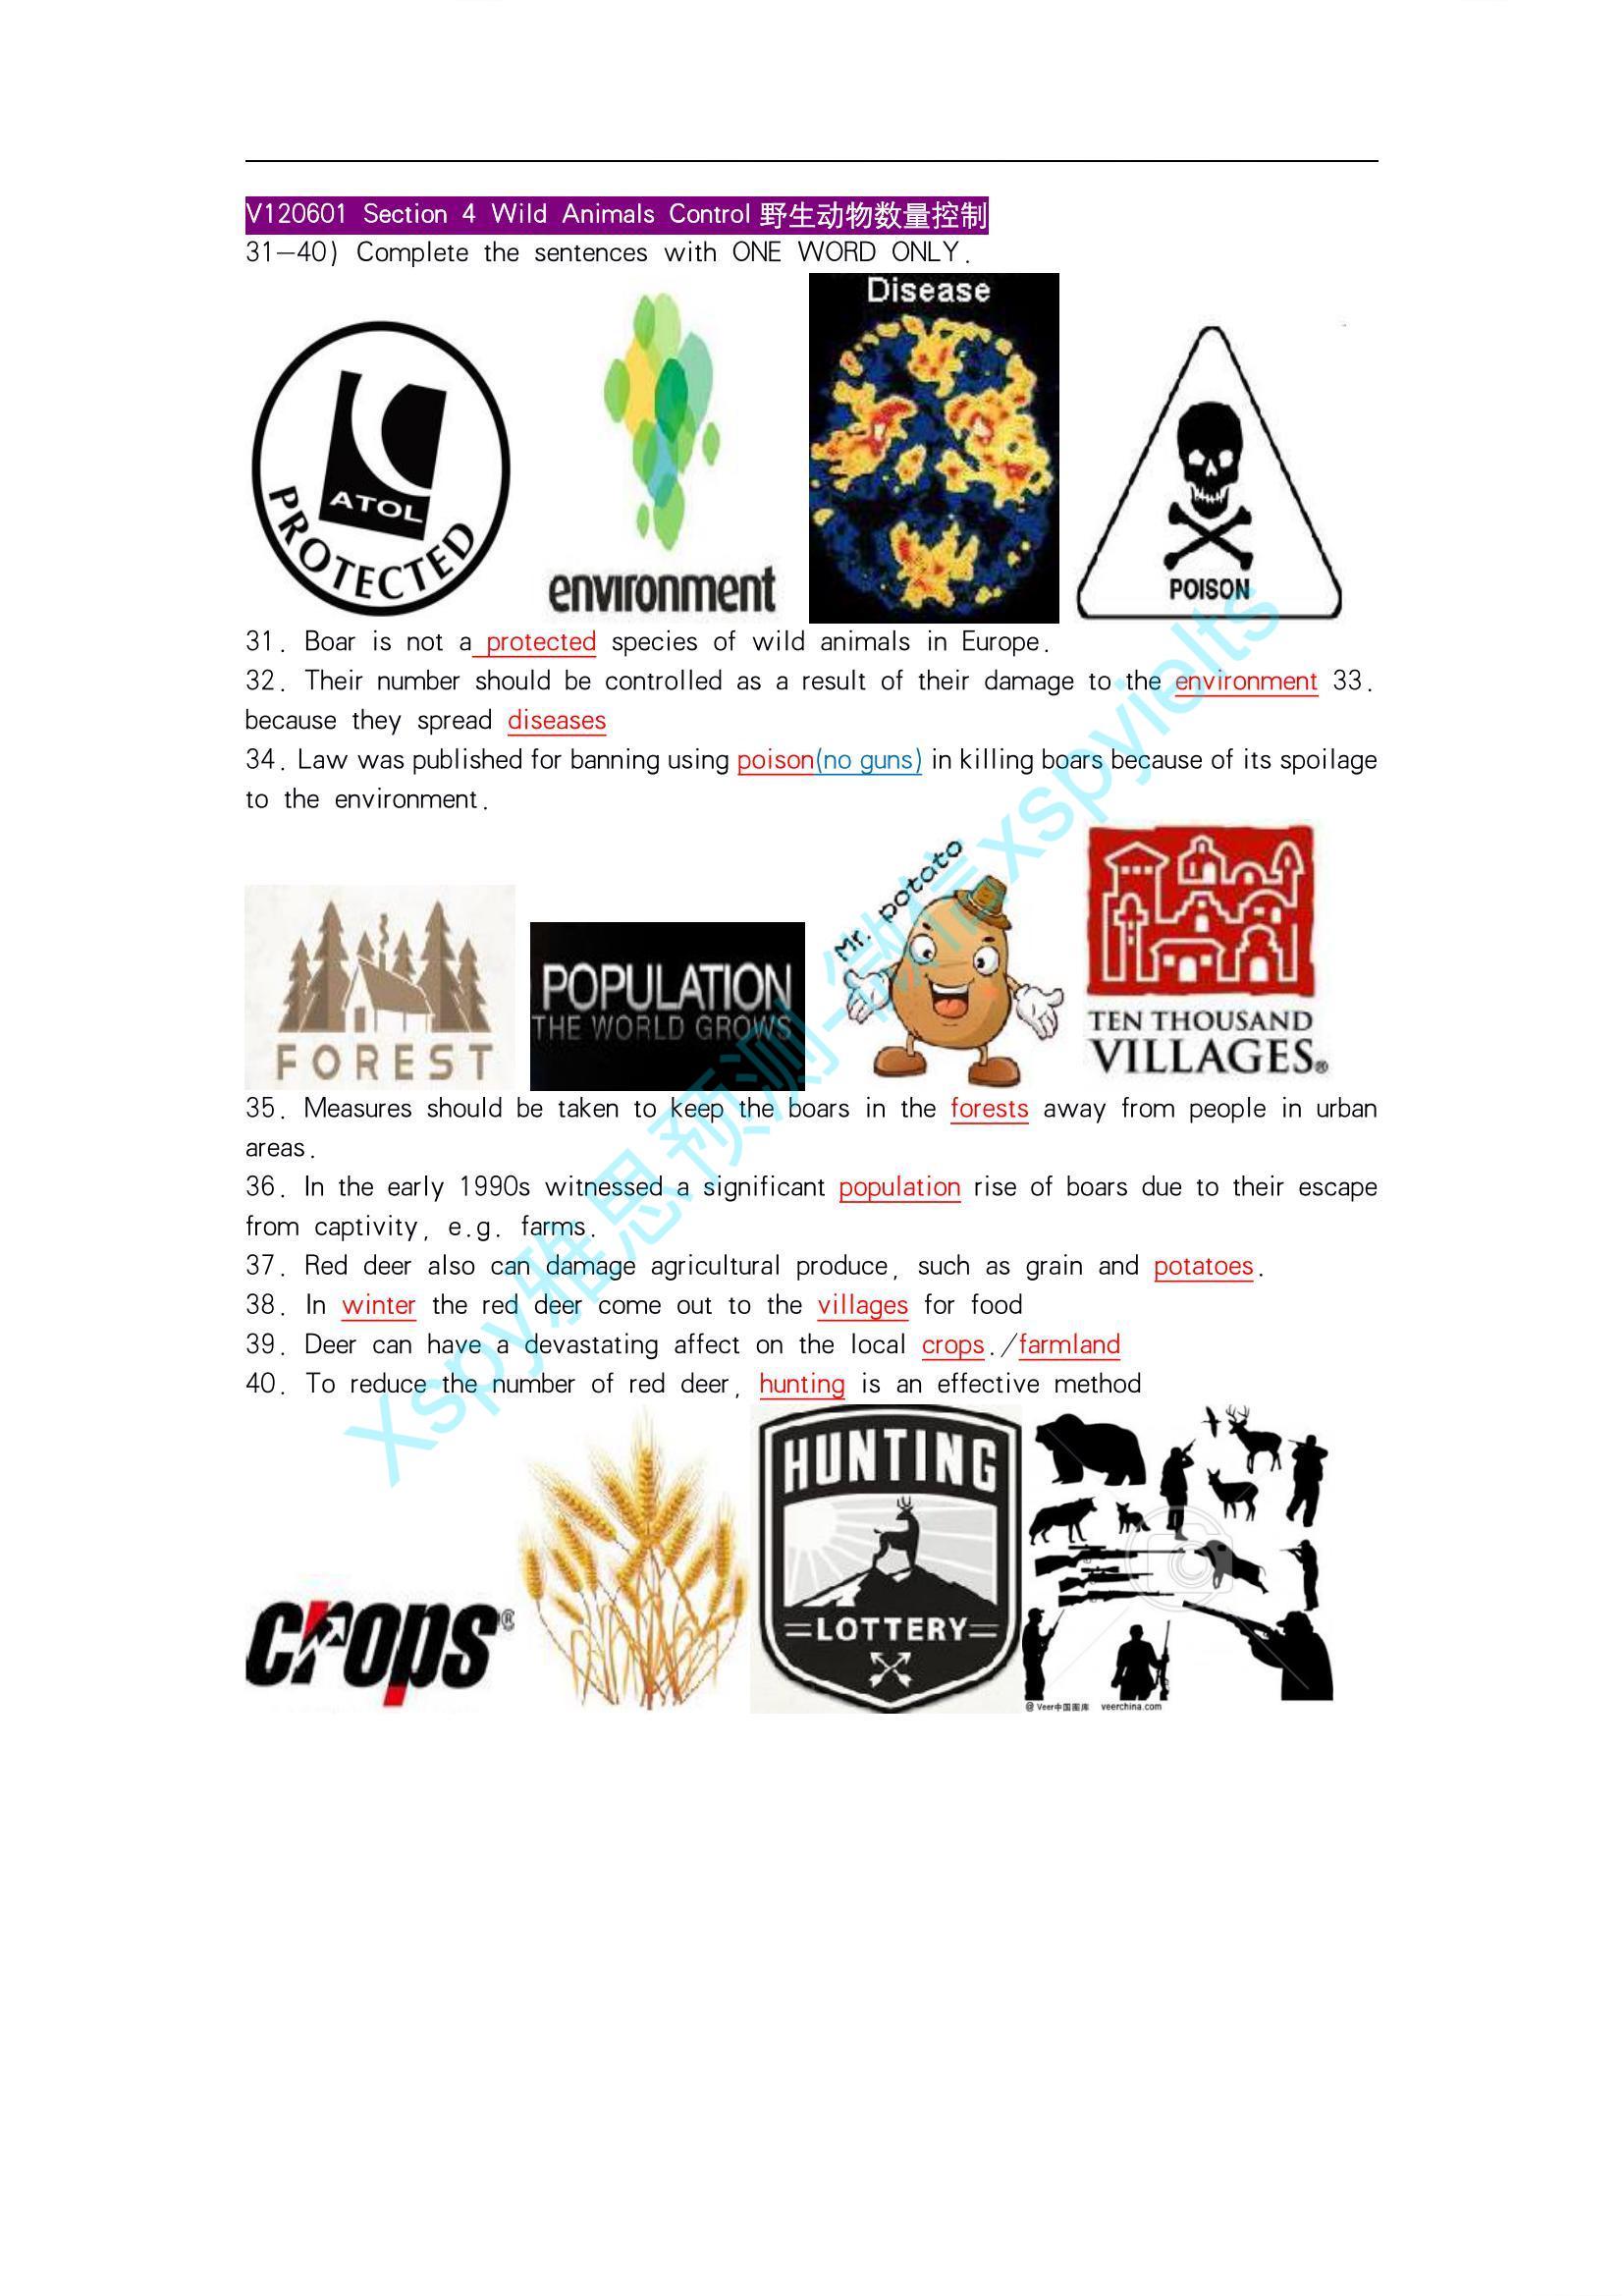 V120601 Section 4 Wild Animals Control 野生动物数量控制
31-40) Complete the sentences with ONE WORD ONLY.
Disease
ATOL
PROTECTED
environment
POISON
31. Boar is not a protected species of wild animals in Europe.
32. Their number should be controlled as a result of their damage to the environment 33.
because they spread diseases
34. Law was published for banning using poison(no guns) in killing boars because of its spoilage
to the environment.
FOREST
POPULATION
THE WORLD GROWS
Mr. potato
TEN THOUSAND
VILLAGES®
35. Measures should be taken to keep the boars in the forests away from people in urban
areas.
36. In the early 1990s witnessed a significant population rise of boars due to their escape
from captivity, e.g. farms.
37. Red deer also can damage agricultural produce, such as grain and potatoes.
38. In winter the red deer come out to the villages for food
39. Deer can have a devastating affect on the local crops./farmland
40. To reduce the number of red deer, hunting is an effective method
crops®
HUNTING
=LOTTERY=
@ Veer中国图库 veerchina.com
Xspy雅思预测-微信xspyielts